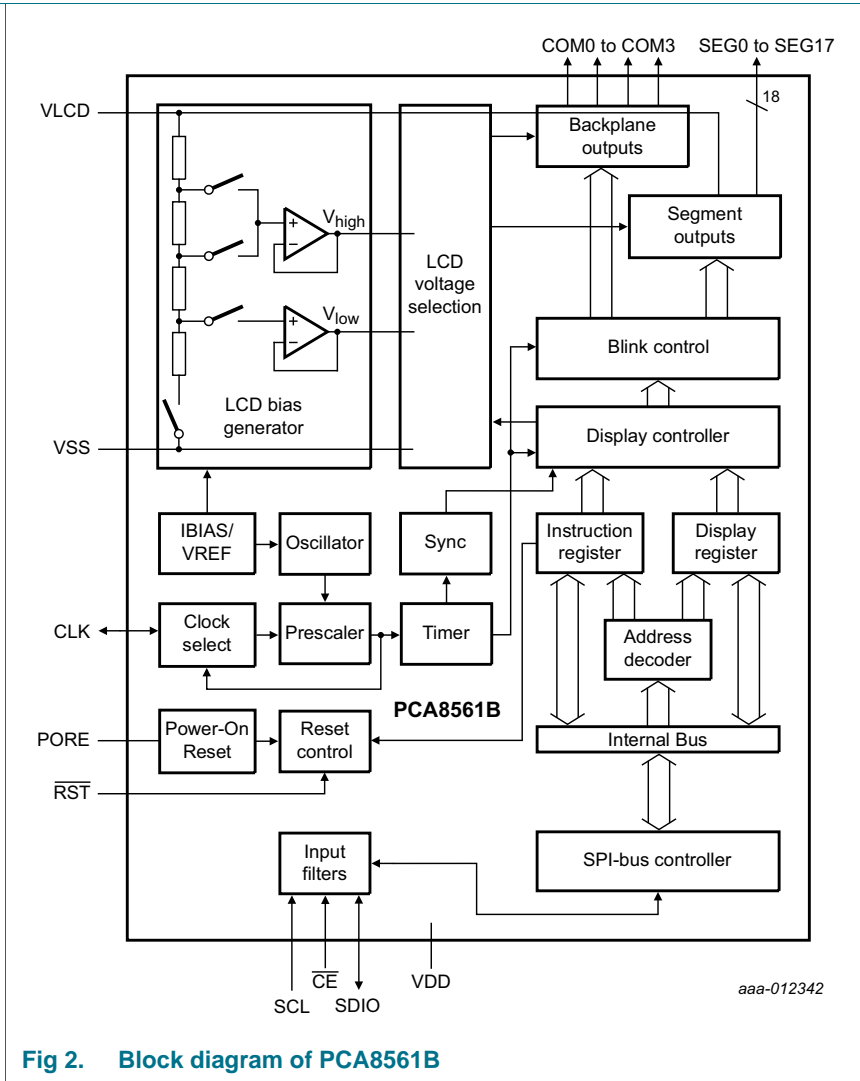 COM0 to COM3 SEG0 to SEG17
18
VLCD
Backplane
outputs
Segment
outputs
+
−
Vhigh
LCD
voltage
selection
+
−
Vlow
Blink control
LCD bias
generator
Display controller
VSS
IBIAS/
VREF
Oscillator
Sync
Instruction
register
Display
register
CLK
Clock
select
Prescaler
Timer
Address
decoder
PCA8561B
PORE
Power-On
Reset
Reset
control
Internal Bus
RST
Input
filters
SPI-bus controller
SCL
CE
SDIO
VDD
aaa-012342
Fig 2. Block diagram of PCA8561B